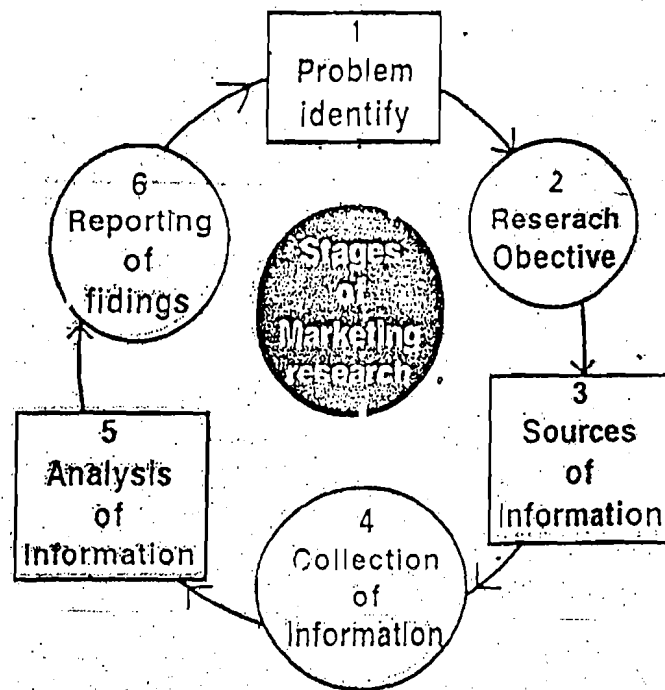 1
Problem
identify
2
Reserach
Obective
3
Sources
of
Information
4
Collection
of
Information
5
Analysis
of
Information
6
Reporting
of
fidings
Stages
of
Marketing
research